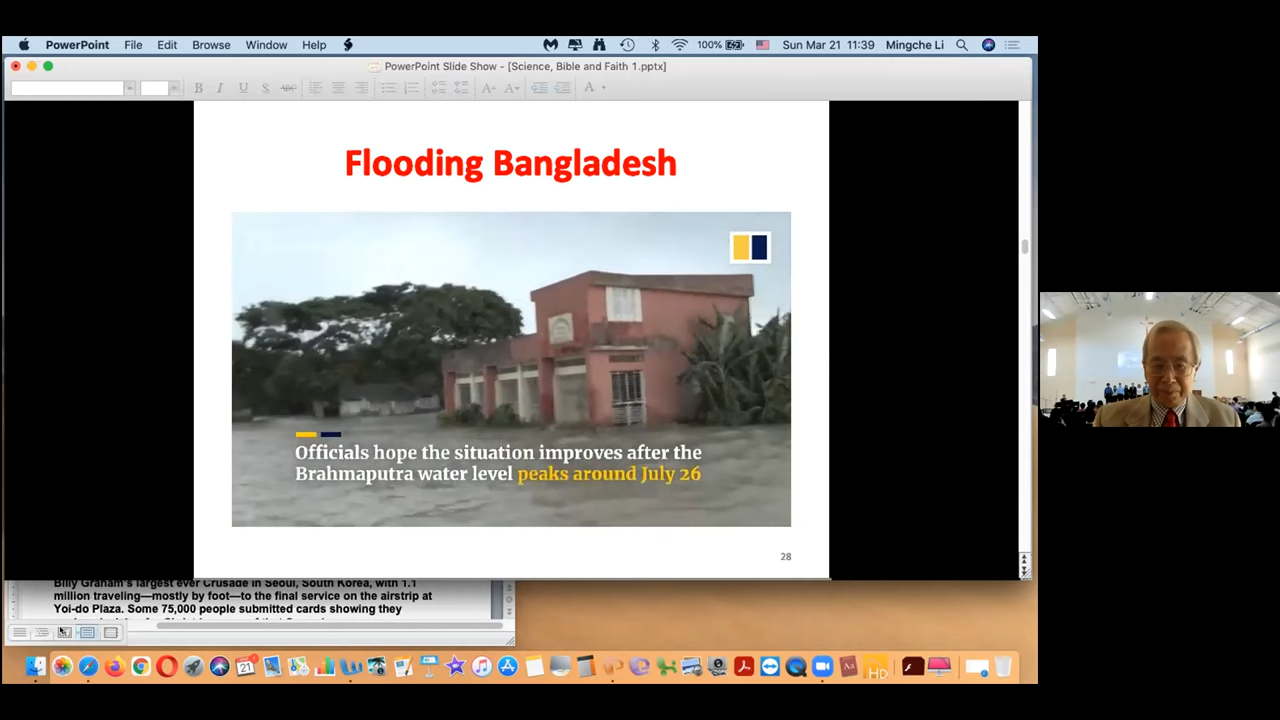 PowerPoint File Edit Browse Window Help 100% Sun Mar 21 11:39 Mingche Li
PowerPoint Slide Show - [Science, Bible and Faith 1.pptx]
B I U S ABC A A A
Flooding Bangladesh
Officials hope the situation improves after the
Brahmaputra water level peaks around July 26
28
Billy Graham's largest ever Crusade in Seoul, South Korea, with 1.1
million traveling—mostly by foot—to the final service on the airstrip at
Yoi-do Plaza. Some 75,000 people submitted cards showing they
21
HD